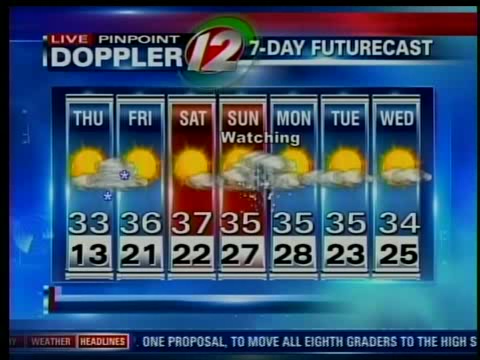 LIVE PINPOINT
DOPPLER 12 7-DAY FUTURECAST
THU FRI SAT SUN MON TUE WED
Watching
33 36 37 35 35 35 34
13 21 22 27 28 23 25
WEATHER HEADLINES . ONE PROPOSAL, TO MOVE ALL EIGHTH GRADERS TO THE HIGH S